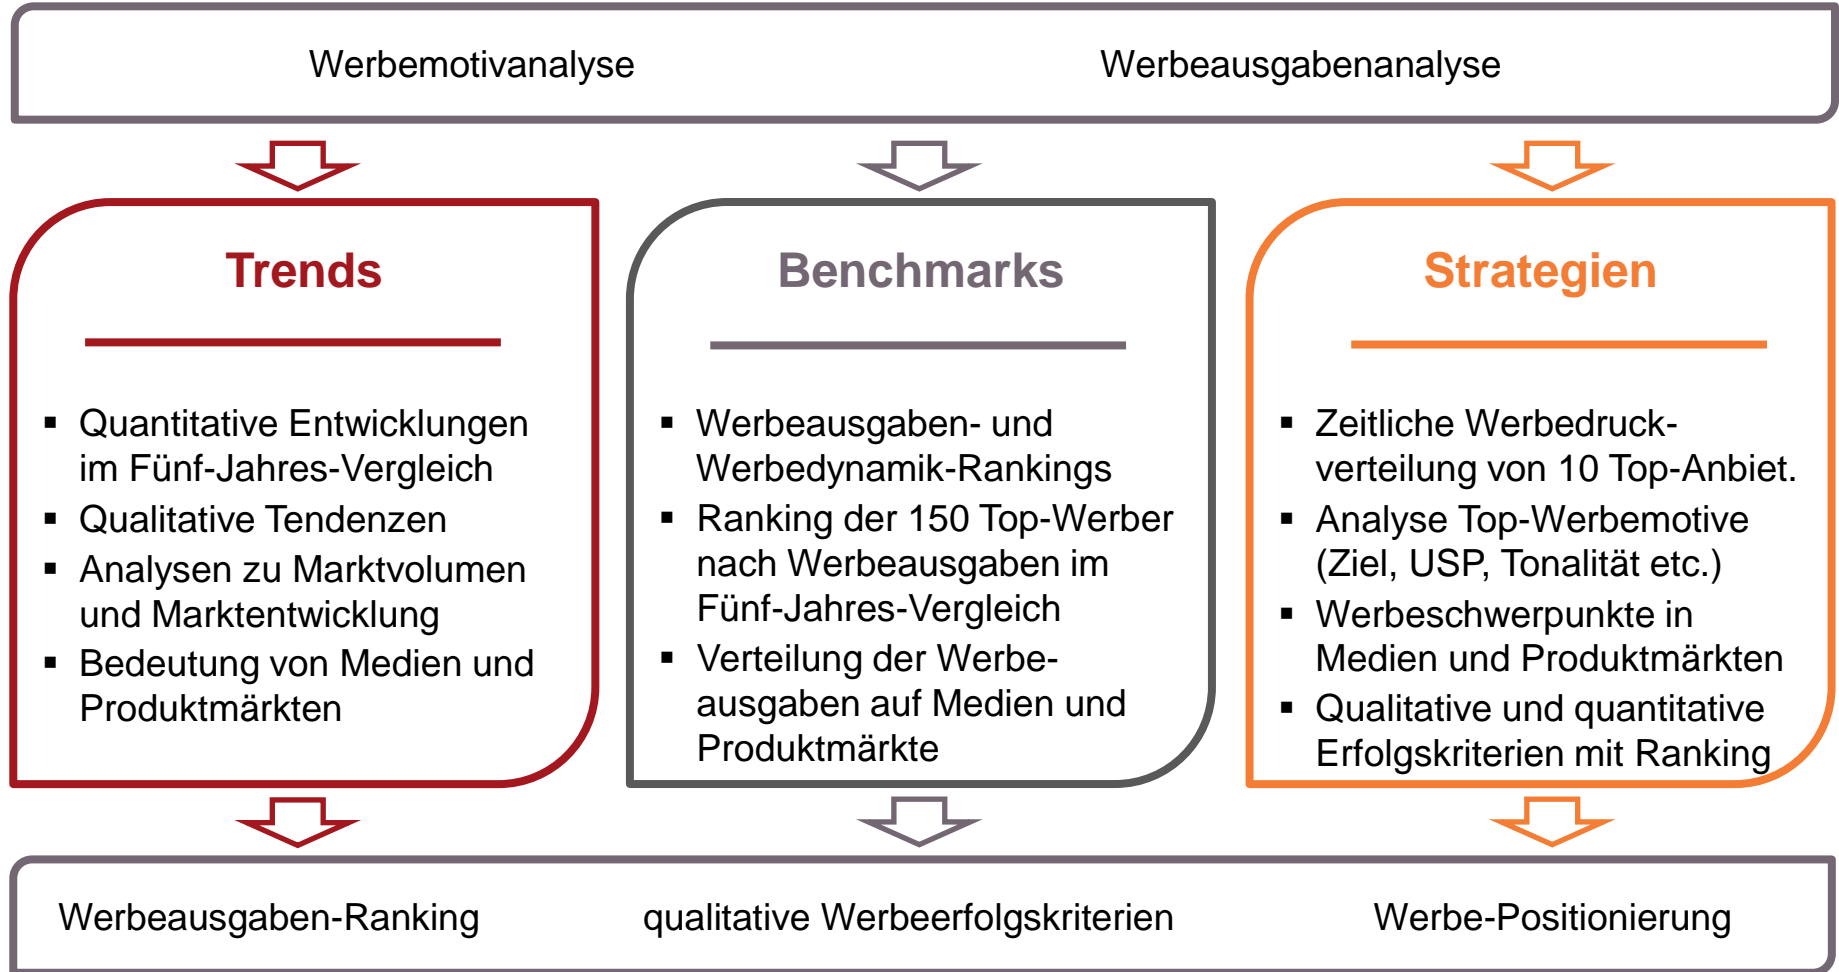 Werbemotivanalyse
Werbeausgabenanalyse
Trends
▪ Quantitative Entwicklungen
im Fünf-Jahres-Vergleich
▪ Qualitative Tendenzen
▪ Analysen zu Marktvolumen
und Marktentwicklung
▪ Bedeutung von Medien und
Produktmärkten
Benchmarks
▪ Werbeausgaben- und
Werbedynamik-Rankings
▪ Ranking der 150 Top-Werber
nach Werbeausgaben im
Fünf-Jahres-Vergleich
▪ Verteilung der Werbe-
ausgaben auf Medien und
Produktmärkte
Strategien
▪ Zeitliche Werbedruck-
verteilung von 10 Top-Anbiet.
▪ Analyse Top-Werbemotive
(Ziel, USP, Tonalität etc.)
▪ Werbeschwerpunkte in
Medien und Produktmärkten
▪ Qualitative und quantitative
Erfolgskriterien mit Ranking
Werbeausgaben-Ranking
qualitative Werbeerfolgskriterien
Werbe-Positionierung